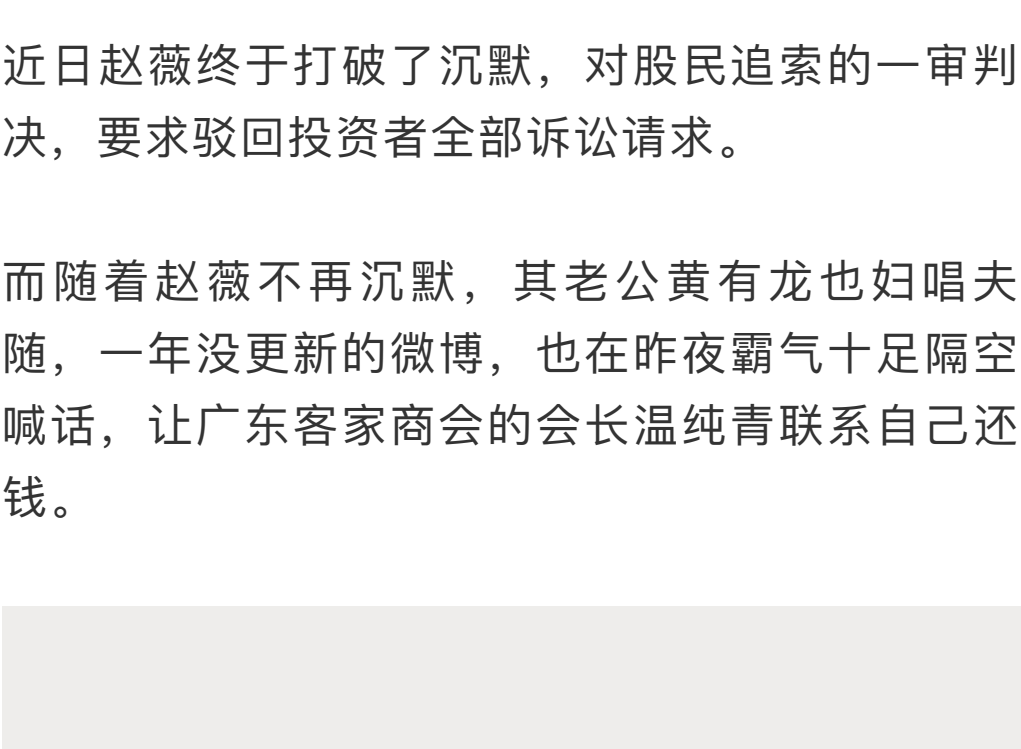 近日赵薇终于打破了沉默，对股民追索的一审判
决，要求驳回投资者全部诉讼请求。
而随着赵薇不再沉默，其老公黄有龙也妇唱夫
随，一年没更新的微博，也在昨夜霸气十足隔空
喊话，让广东客家商会的会长温纯青联系自己还
钱。